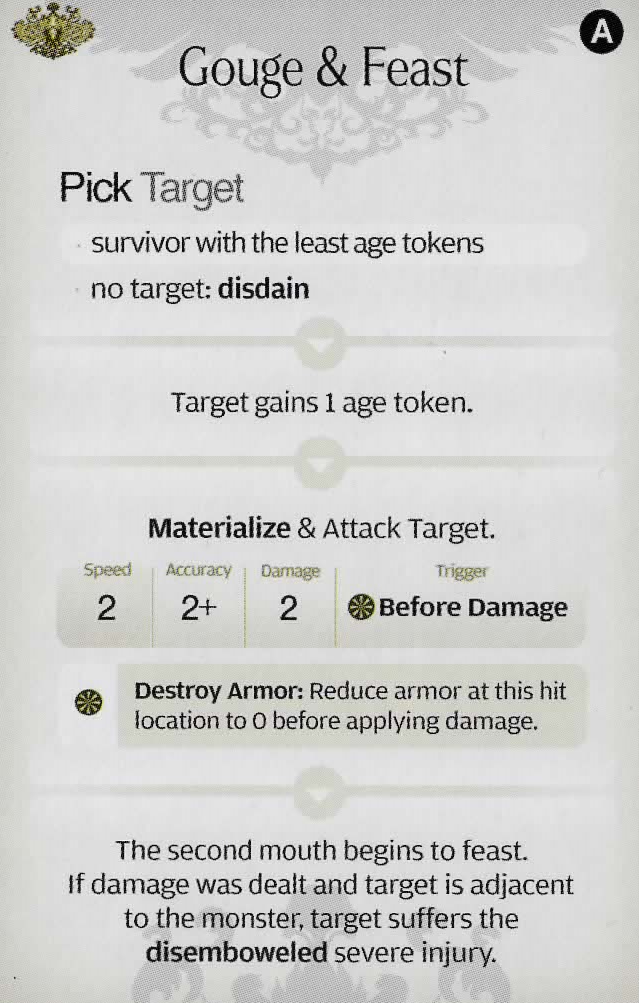 A
Gouge & Feast
Pick Target
· survivor with the least age tokens
· no target: disdain
Target gains 1 age token.
Materialize & Attack Target.
Speed Accuracy Damage Trigger
2 2+ 2 Before Damage
Destroy Armor: Reduce armor at this hit
location to 0 before applying damage.
The second mouth begins to feast.
If damage was dealt and target is adjacent
to the monster, target suffers the
disemboweled severe injury.